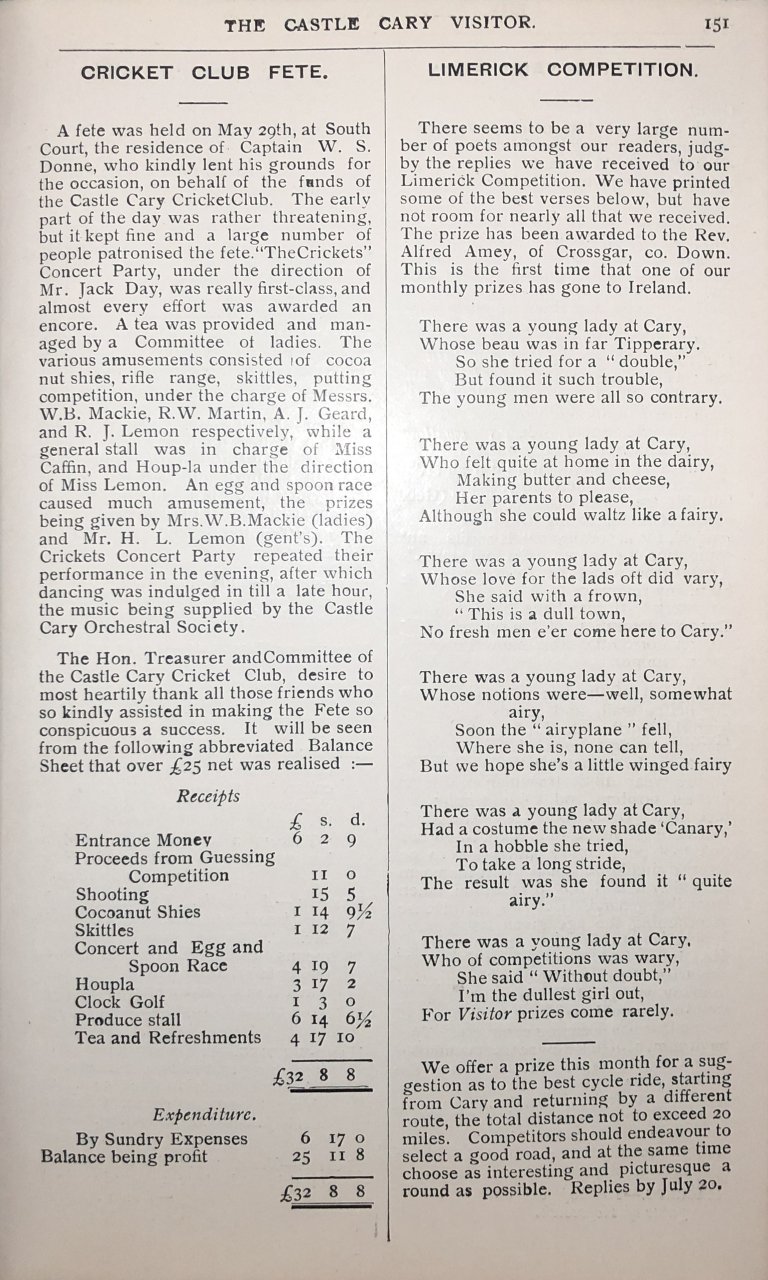 THE CASTLE CARY VISITOR. 151
CRICKET CLUB FETE.
A fete was held on May 29th, at South
Court, the residence of Captain W. S.
Donne, who kindly lent his grounds for
the occasion, on behalf of the funds of
the Castle Cary CricketClub. The early
part of the day was rather threatening,
but it kept fine and a large number of
people patronised the fete. "TheCrickets"
Concert Party, under the direction of
Mr. Jack Day, was really first-class, and
almost every effort was awarded an
encore. A tea was provided and man-
aged by a Committee of ladies. The
various amusements consisted of cocoa
nut shies, rifle range, skittles, putting
competition, under the charge of Messrs.
W.B. Mackie, R.W. Martin, A. J. Geard,
and R. J. Lemon respectively, while a
general stall was in charge of Miss
Caffin, and Houp-la under the direction
of Miss Lemon. An egg and spoon race
caused much amusement, the prizes
being given by Mrs.W.B.Mackie (ladies)
and Mr. H. L. Lemon (gent's). The
Crickets Concert Party repeated their
performance in the evening, after which
dancing was indulged in till a late hour,
the music being supplied by the Castle
Cary Orchestral Society.
The Hon. Treasurer andCommittee of
the Castle Cary Cricket Club, desire to
most heartily thank all those friends who
so kindly assisted in making the Fete so
conspicuous a success. It will be seen
from the following abbreviated Balance
Sheet that over £25 net was realised :—
Receipts
£ s. d.
Entrance Money 6 2 9
Proceeds from Guessing
Competition 11 0
Shooting 15 5
Cocoanut Shies 1 14 9½
Skittles 1 12 7
Concert and Egg and
Spoon Race 4 19 7
Houpla 3 17 2
Clock Golf 1 3 0
Produce stall 6 14 6½
Tea and Refreshments 4 17 10
£32 8 8
Expenditure.
By Sundry Expenses 6 17 0
Balance being profit 25 11 8
£32 8 8
LIMERICK COMPETITION.
There seems to be a very large num-
ber of poets amongst our readers, judg-
by the replies we have received to our
Limerick Competition. We have printed
some of the best verses below, but have
not room for nearly all that we received.
The prize has been awarded to the Rev.
Alfred Amey, of Crossgar, co. Down.
This is the first time that one of our
monthly prizes has gone to Ireland.
There was a young lady at Cary,
Whose beau was in far Tipperary.
So she tried for a "double,"
But found it such trouble,
The young men were all so contrary.
There was a young lady at Cary,
Who felt quite at home in the dairy,
Making butter and cheese,
Her parents to please,
Although she could waltz like a fairy.
There was a young lady at Cary,
Whose love for the lads oft did vary,
She said with a frown,
"This is a dull town,
No fresh men e'er come here to Cary."
There was a young lady at Cary,
Whose notions were—well, somewhat
airy,
Soon the "airyplane" fell,
Where she is, none can tell,
But we hope she's a little winged fairy
There was a young lady at Cary,
Had a costume the new shade 'Canary,'
In a hobble she tried,
To take a long stride,
The result was she found it "quite
airy."
There was a young lady at Cary,
Who of competitions was wary,
She said "Without doubt,"
I'm the dullest girl out,
For Visitor prizes come rarely.
We offer a prize this month for a sug-
gestion as to the best cycle ride, starting
from Cary and returning by a different
route, the total distance not to exceed 20
miles. Competitors should endeavour to
select a good road, and at the same time
choose as interesting and picturesque a
round as possible. Replies by July 20.